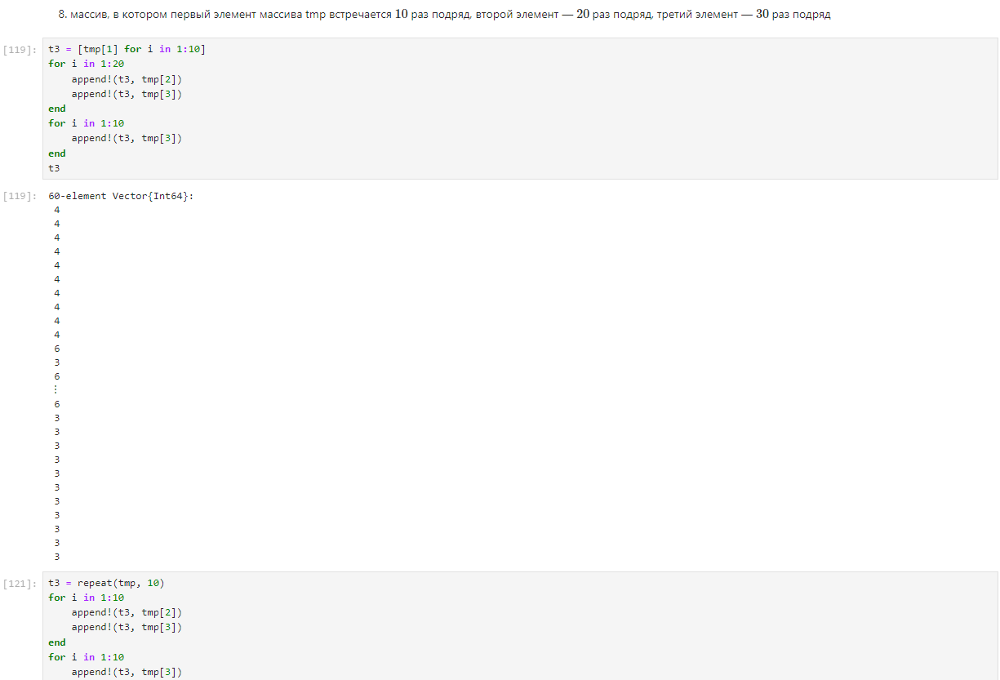 8. массив, в котором первый элемент массива tmp встречается 10 раз подряд, второй элемент — 20 раз подряд, третий элемент — 30 раз подряд
[119]: t3 = [tmp[1] for i in 1:10]
for i in 1:20
    append!(t3, tmp[2])
    append!(t3, tmp[3])
end
for i in 1:10
    append!(t3, tmp[3])
end
t3
[119]: 60-element Vector{Int64}:
4
4
4
4
4
4
4
4
4
4
6
3
6
⋮
6
3
3
3
3
3
3
3
3
3
3
3
[121]: t3 = repeat(tmp, 10)
for i in 1:10
    append!(t3, tmp[2])
    append!(t3, tmp[3])
end
for i in 1:10
    append!(t3, tmp[3])